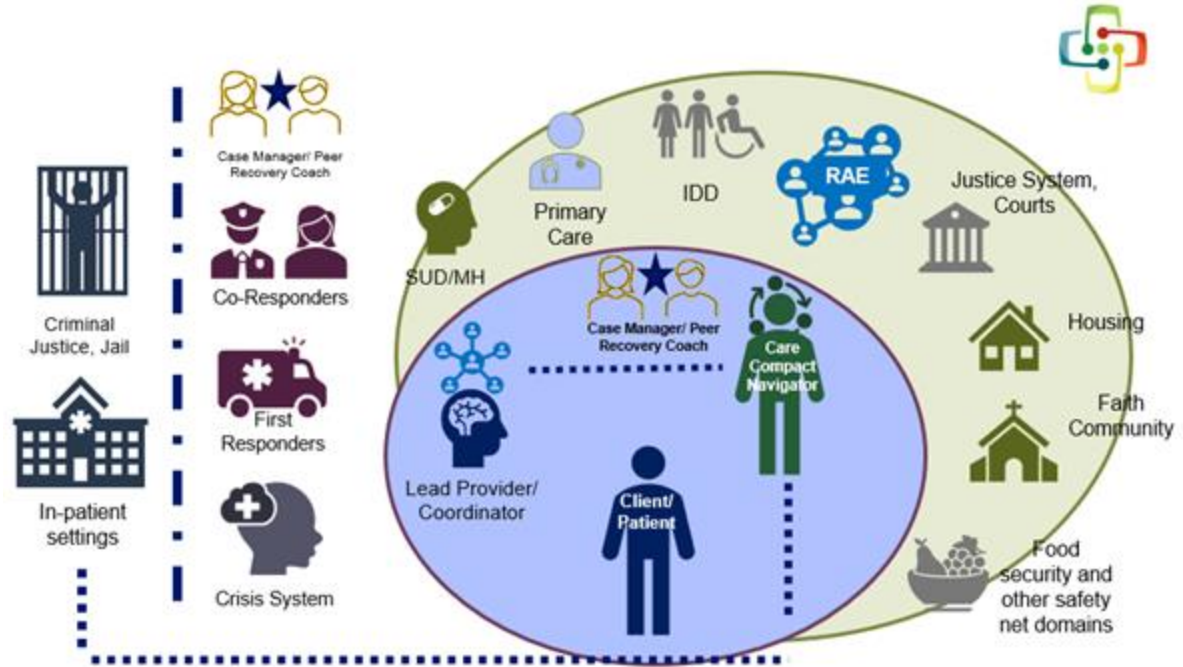 Case Manager/ Peer
Recovery Coach
Criminal
Justice, Jail
Co-Responders
First
Responders
In-patient
settings
Crisis System
SUD/MH
Primary
Care
IDD
RAE
Justice System,
Courts
Housing
Faith
Community
Food
security and
other safety
net domains
Case Manager/ Peer
Recovery Coach
Care
Compact
Navigator
Lead Provider/
Coordinator
Client/
Patient